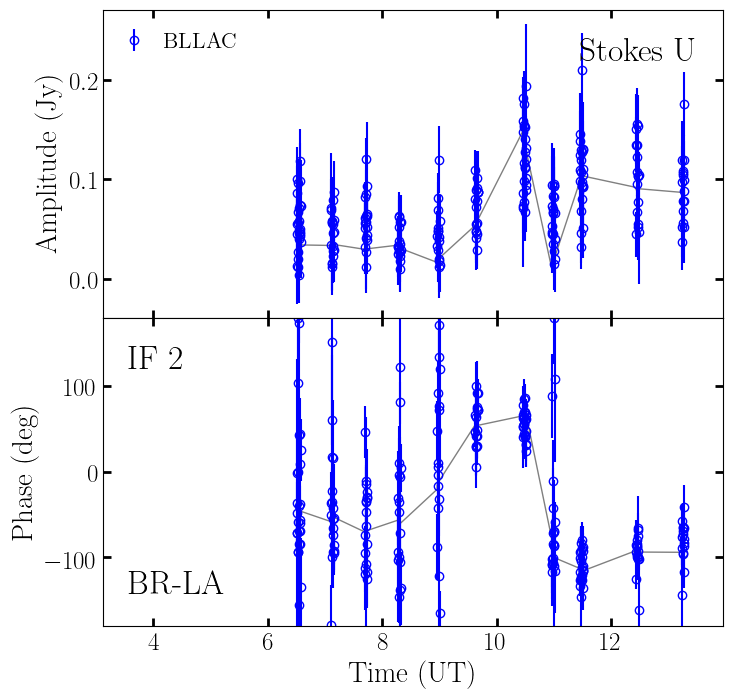 BLLAC
Stokes U
0.2
0.1
0.0
Amplitude (Jy)
IF 2
100
0
−100
Phase (deg)
BR-LA
4 6 8 10 12
Time (UT)